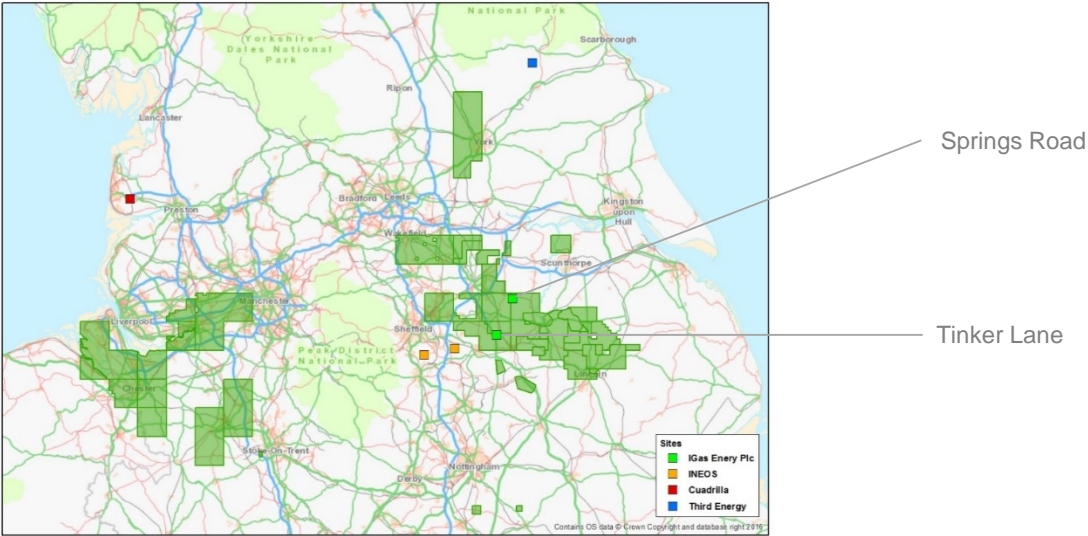 National Park
Scarborough
Yorkshire
Dales National
Park
Ripon
Lancaster
York
Springs Road
Bradford
Leeds
Preston
Kingston
upon
Hull
Wakefield
Scunthorpe
Manchester
Liverpool
Sheffield
Tinker Lane
Peak District
National Park
Chester
Lincoln
Stoke-On-Trent
Nottingham
Derby
Sites
IGas Enery Plc
INEOS
Cuadrilla
Third Energy
Contains OS data © Crown Copyright and database right 2016